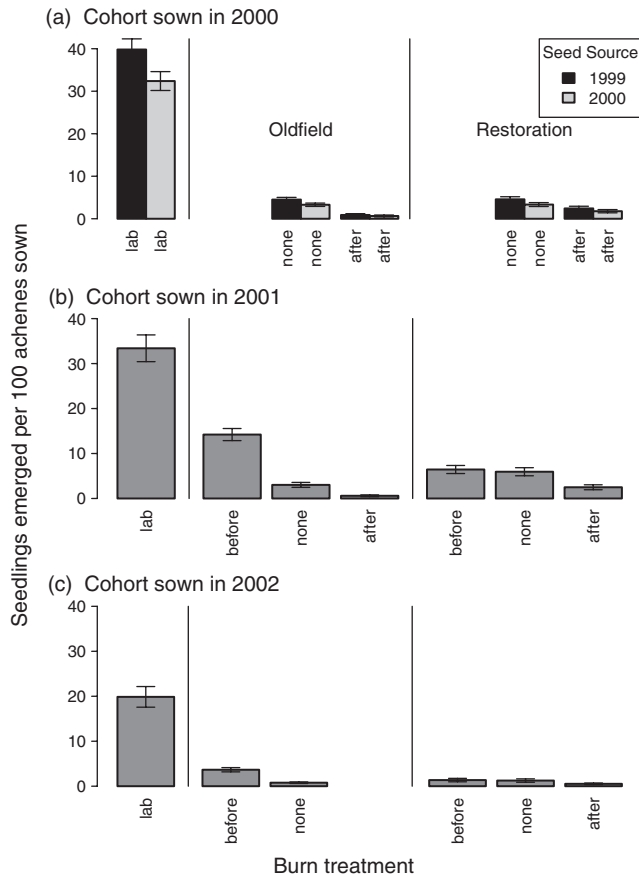 (a) Cohort sown in 2000
Seed Source
1999
2000
Oldfield
Restoration
40
30
20
10
0
lab
lab
none
none
after
after
none
none
after
after
(b) Cohort sown in 2001
40
30
20
10
0
lab
before
none
after
before
none
after
(c) Cohort sown in 2002
40
30
20
10
0
lab
before
none
before
none
after
Seedlings emerged per 100 achenes sown
Burn treatment